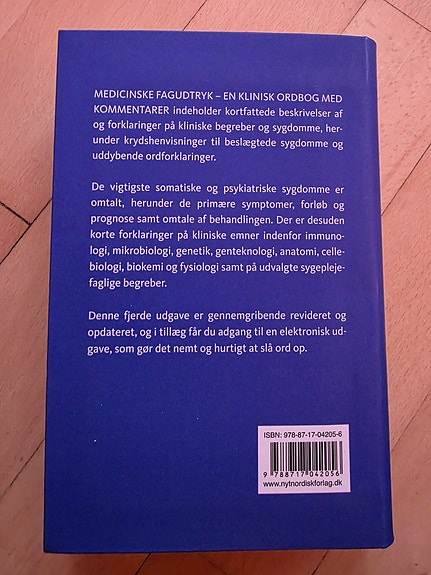 MEDICINSKE FAGUDTRYK – EN KLINISK ORDBOG MED
KOMMENTARER indeholder kortfattede beskrivelser af
og forklaringer på kliniske begreber og sygdomme, her-
under krydshenvisninger til beslægtede sygdomme og
uddybende ordforklaringer.
De vigtigste somatiske og psykiatriske sygdomme er
omtalt, herunder de primære symptomer, forløb og
prognose samt omtale af behandlingen. Der er desuden
korte forklaringer på kliniske emner indenfor immuno-
logi, mikrobiologi, genetik, genteknologi, anatomi, celle-
biologi, biokemi og fysiologi samt på udvalgte sygepleje-
faglige begreber.
Denne fjerde udgave er gennemgribende revideret og
opdateret, og i tillæg får du adgang til en elektronisk ud-
gave, som gør det nemt og hurtigt at slå ord op.
ISBN: 978-87-17-04205-6
9 788717 042056
www.nytnordiskforlag.dk